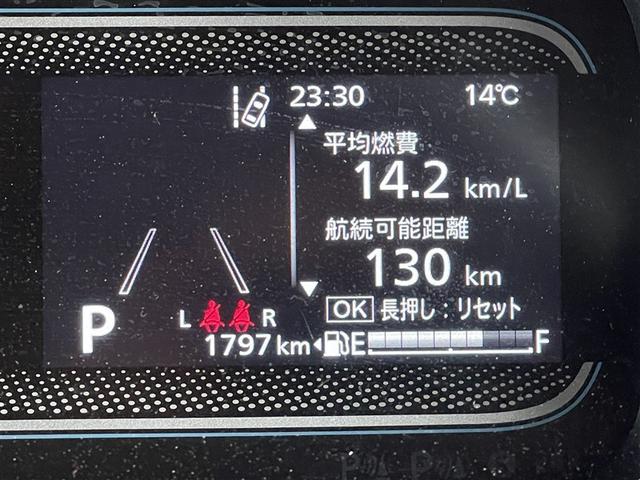 23:30 14℃
平均燃費
14.2 km/L
航続可能距離
130 km
OK 長押し：リセット
P L R
1797 km E F